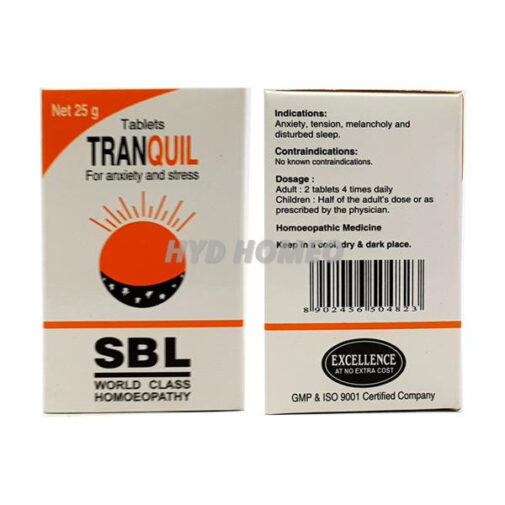 Net 25 g
Tablets
TRANQUIL
For anxiety and stress
SBL
WORLD CLASS
HOMOEOPATHY
Indications:
Anxiety, tension, melancholy and
disturbed sleep.
Contraindications:
No known contraindications.
Dosage :
Adult : 2 tablets 4 times daily
Children : Half of the adult's dose or as
prescribed by the physician.
Homoeopathic Medicine
Keep in a cool, dry & dark place.
8 902456 504823
EXCELLENCE
AT NO EXTRA COST
GMP & ISO 9001 Certified Company
HYD HOMEO